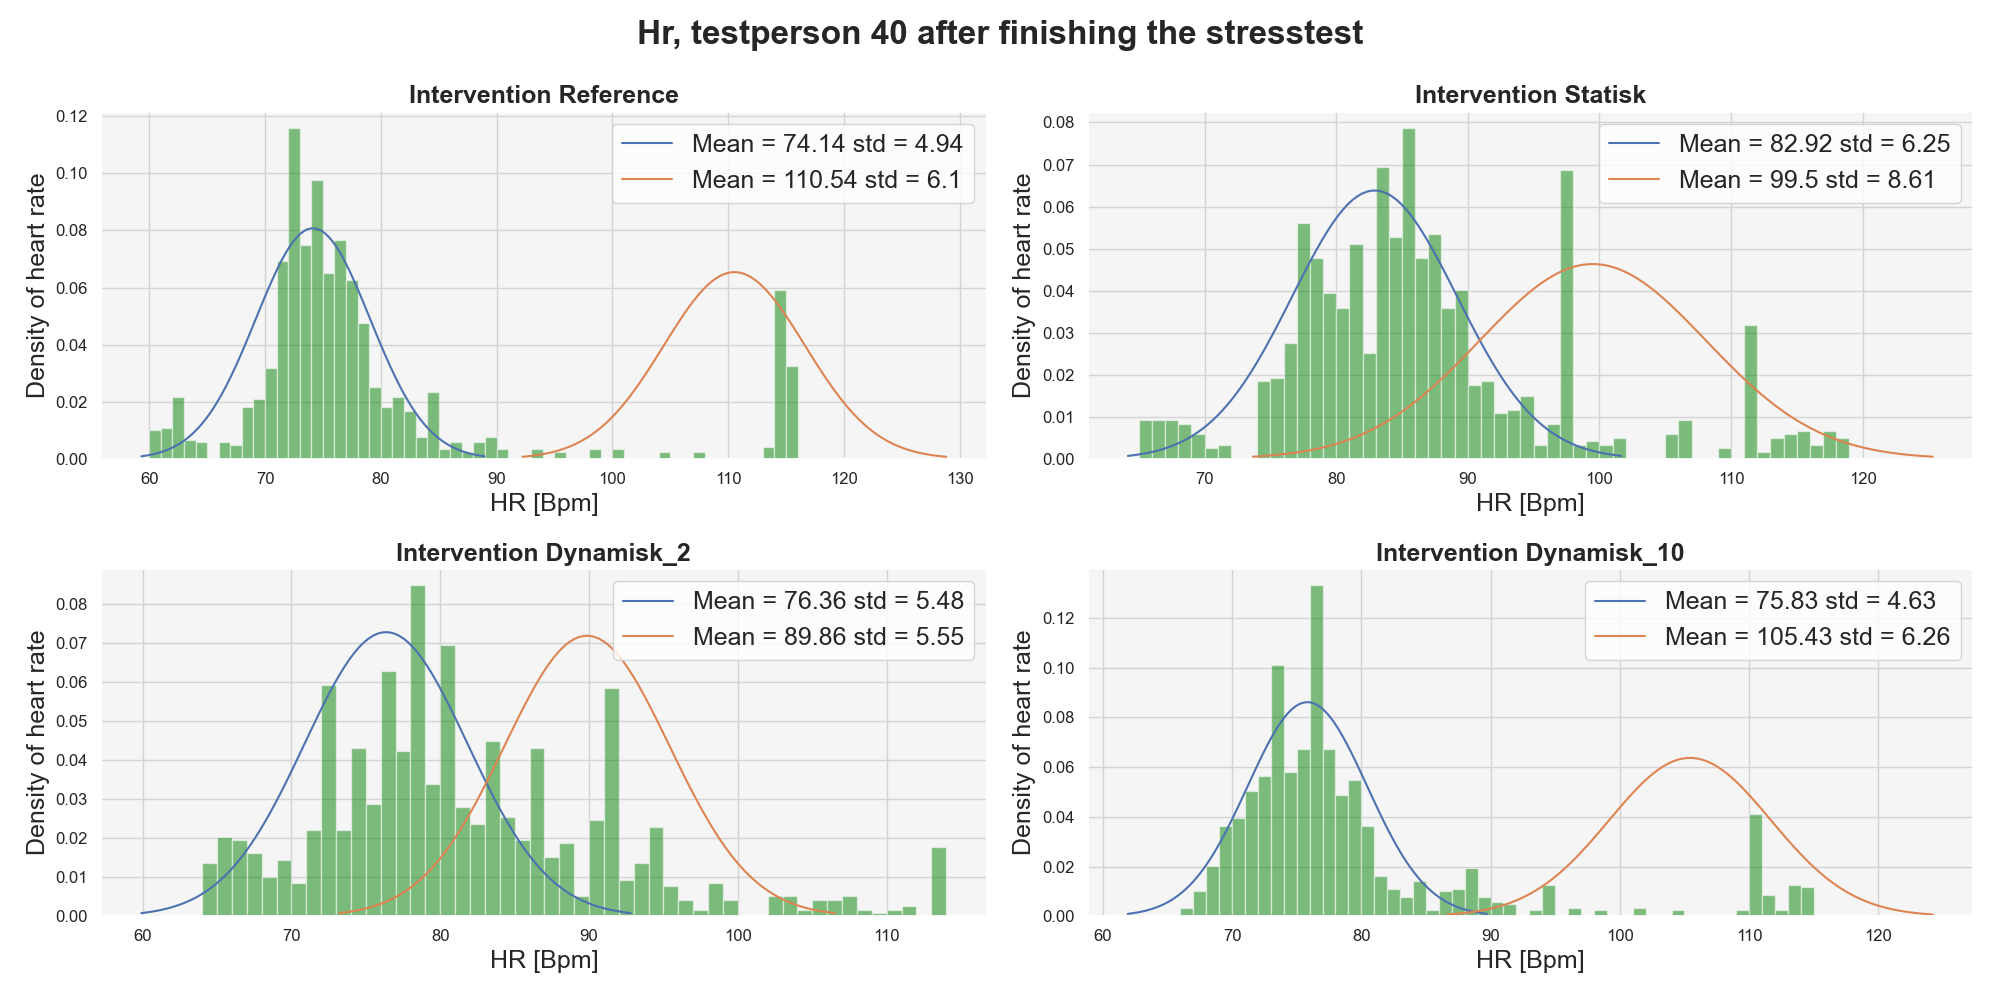 Hr, testperson 40 after finishing the stresstest
Intervention Reference
Mean = 74.14 std = 4.94
Mean = 110.54 std = 6.1
Density of heart rate
0.12
0.10
0.08
0.06
0.04
0.02
0.00
60 70 80 90 100 110 120 130
HR [Bpm]
Intervention Statisk
Mean = 82.92 std = 6.25
Mean = 99.5 std = 8.61
Density of heart rate
0.08
0.07
0.06
0.05
0.04
0.03
0.02
0.01
0.00
70 80 90 100 110 120
HR [Bpm]
Intervention Dynamisk_2
Mean = 76.36 std = 5.48
Mean = 89.86 std = 5.55
Density of heart rate
0.08
0.07
0.06
0.05
0.04
0.03
0.02
0.01
0.00
60 70 80 90 100 110
HR [Bpm]
Intervention Dynamisk_10
Mean = 75.83 std = 4.63
Mean = 105.43 std = 6.26
Density of heart rate
0.12
0.10
0.08
0.06
0.04
0.02
0.00
60 70 80 90 100 110 120
HR [Bpm]